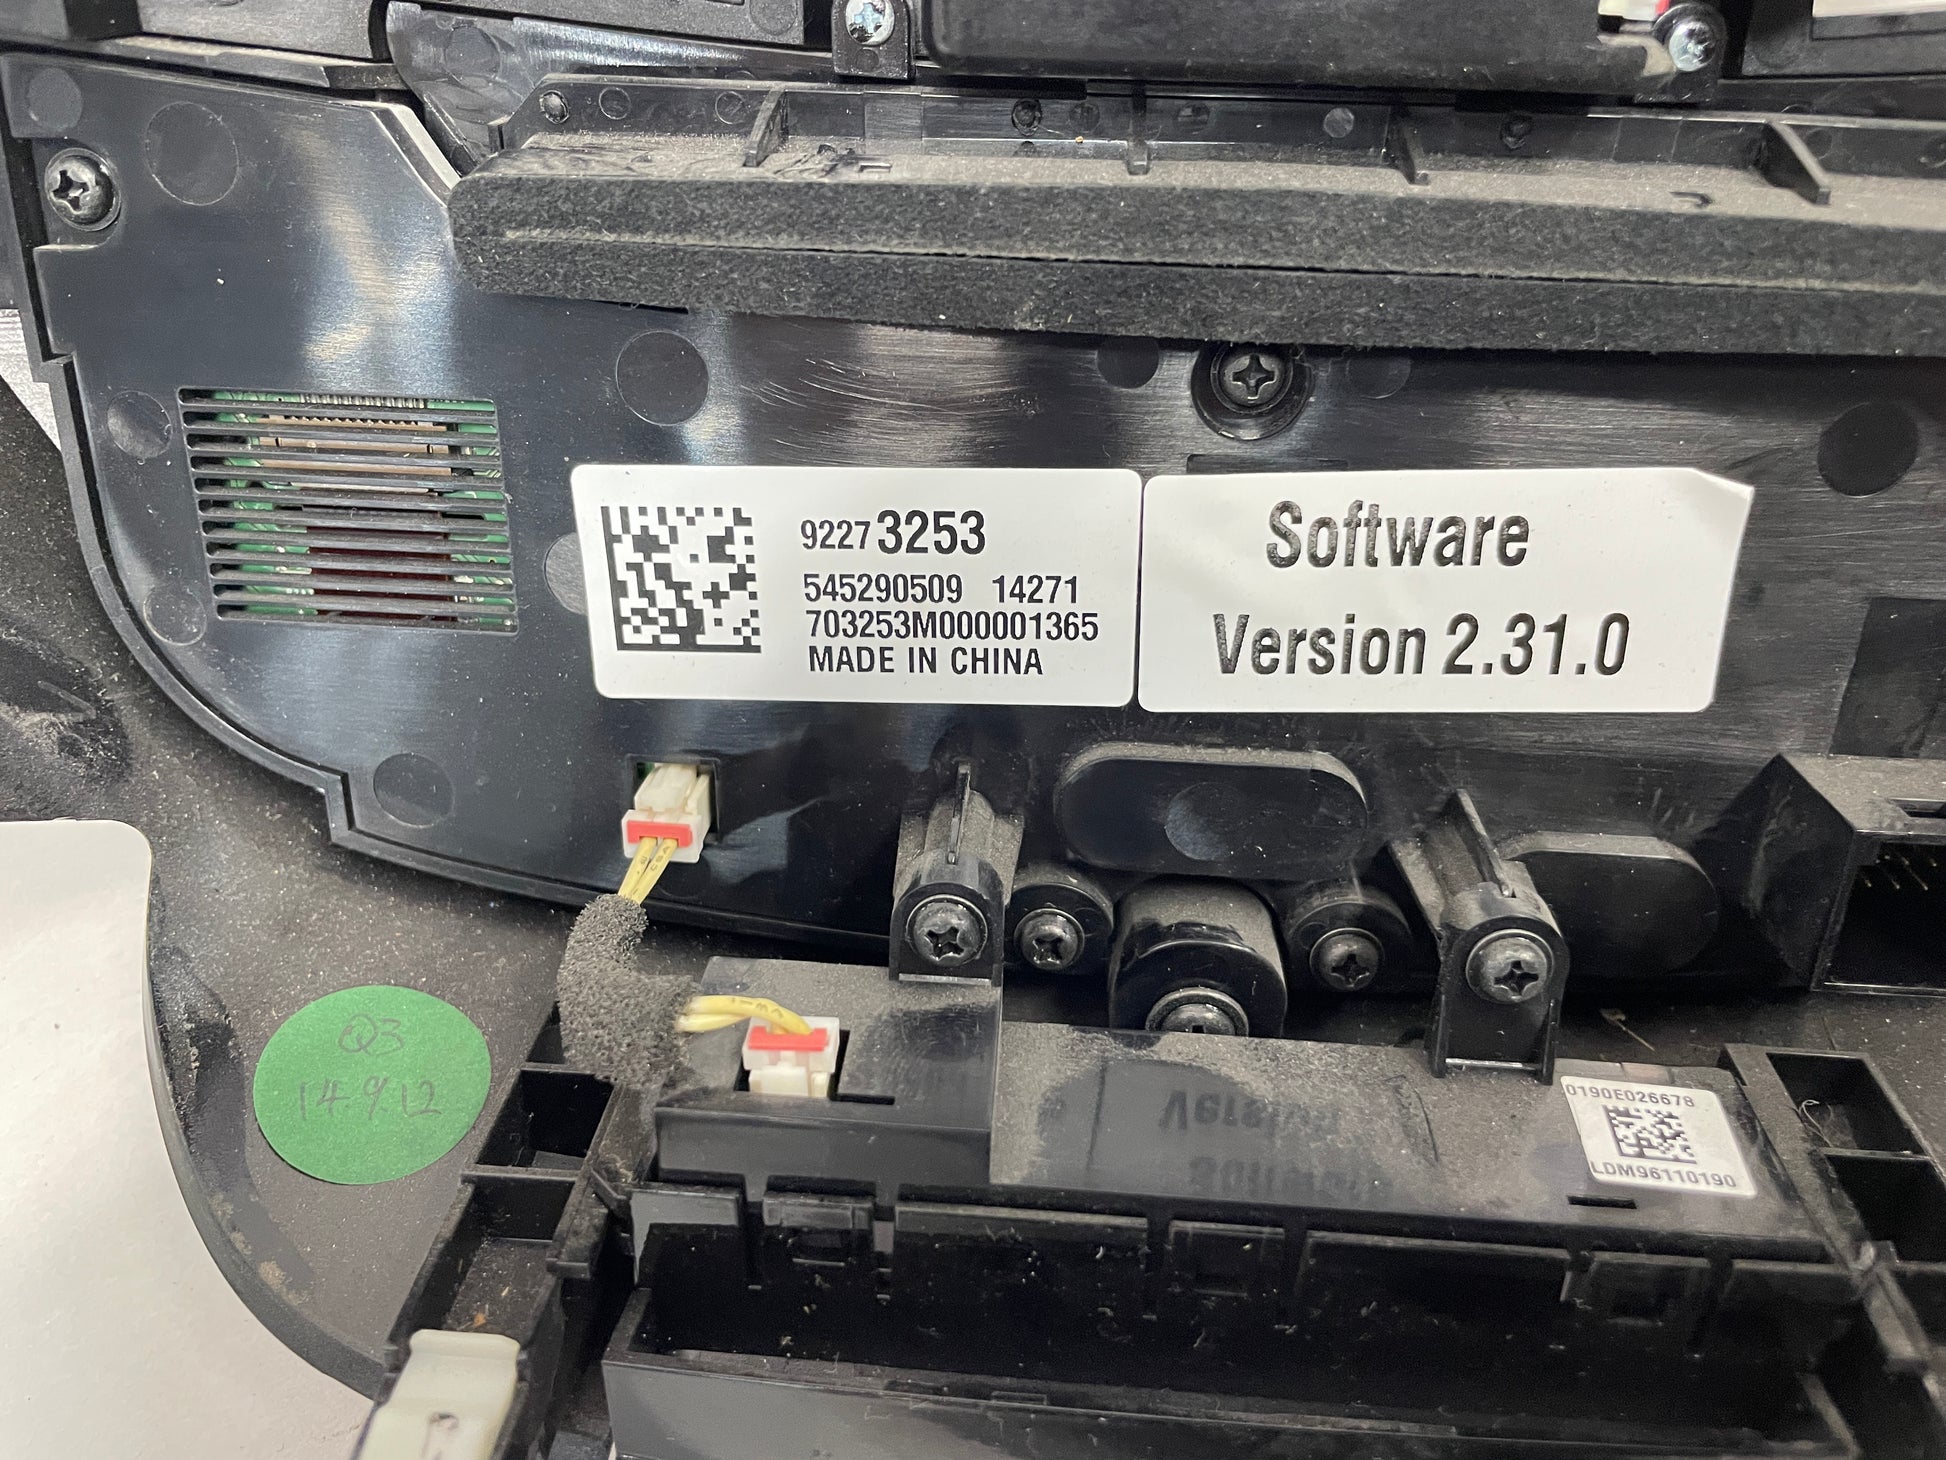 92273253
545290509 14271
703253M000001365
MADE IN CHINA
Software
Version 2.31.0
Q3
14.9.12
0190E026678
LDM96110190